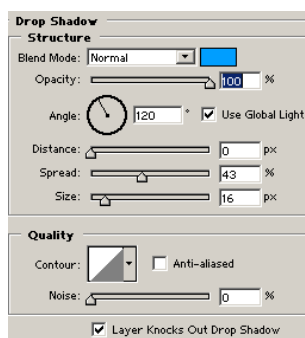 Drop Shadow
Structure
Blend Mode: Normal
Opacity: 100 %
Angle: 120 ° Use Global Light
Distance: 0 px
Spread: 43 %
Size: 16 px
Quality
Contour: Anti-aliased
Noise: 0 %
Layer Knocks Out Drop Shadow